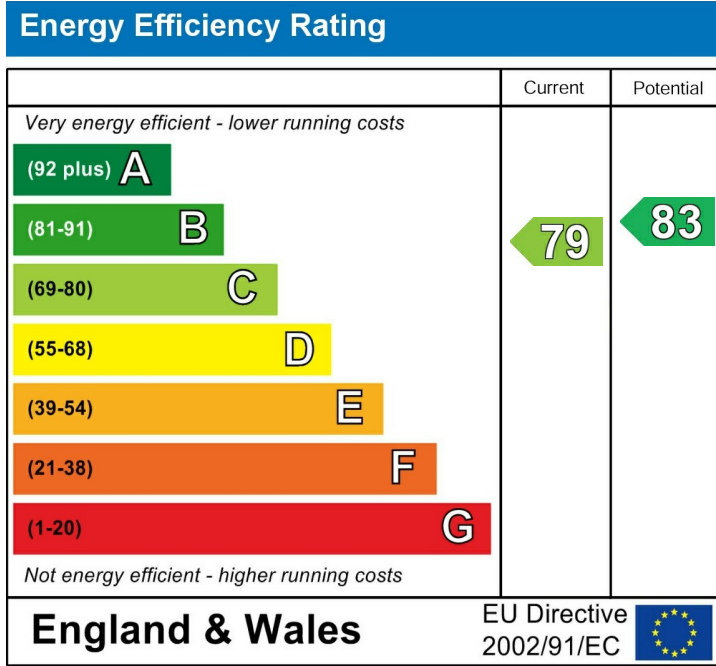 Energy Efficiency Rating
Current Potential
Very energy efficient - lower running costs
(92 plus) A
(81-91) B
(69-80) C
(55-68) D
(39-54) E
(21-38) F
(1-20) G
79
83
Not energy efficient - higher running costs
England & Wales
EU Directive
2002/91/EC